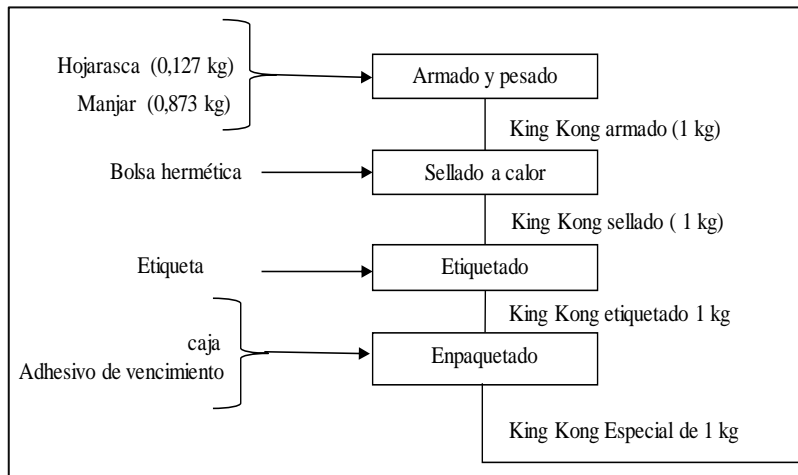 Hojarasca (0,127 kg)
Manjar (0,873 kg)
Armado y pesado
King Kong armado (1 kg)
Bolsa hermética
Sellado a calor
King Kong sellado ( 1 kg)
Etiqueta
Etiquetado
King Kong etiquetado 1 kg
caja
Adhesivo de vencimiento
Enpaquetado
King Kong Especial de 1 kg